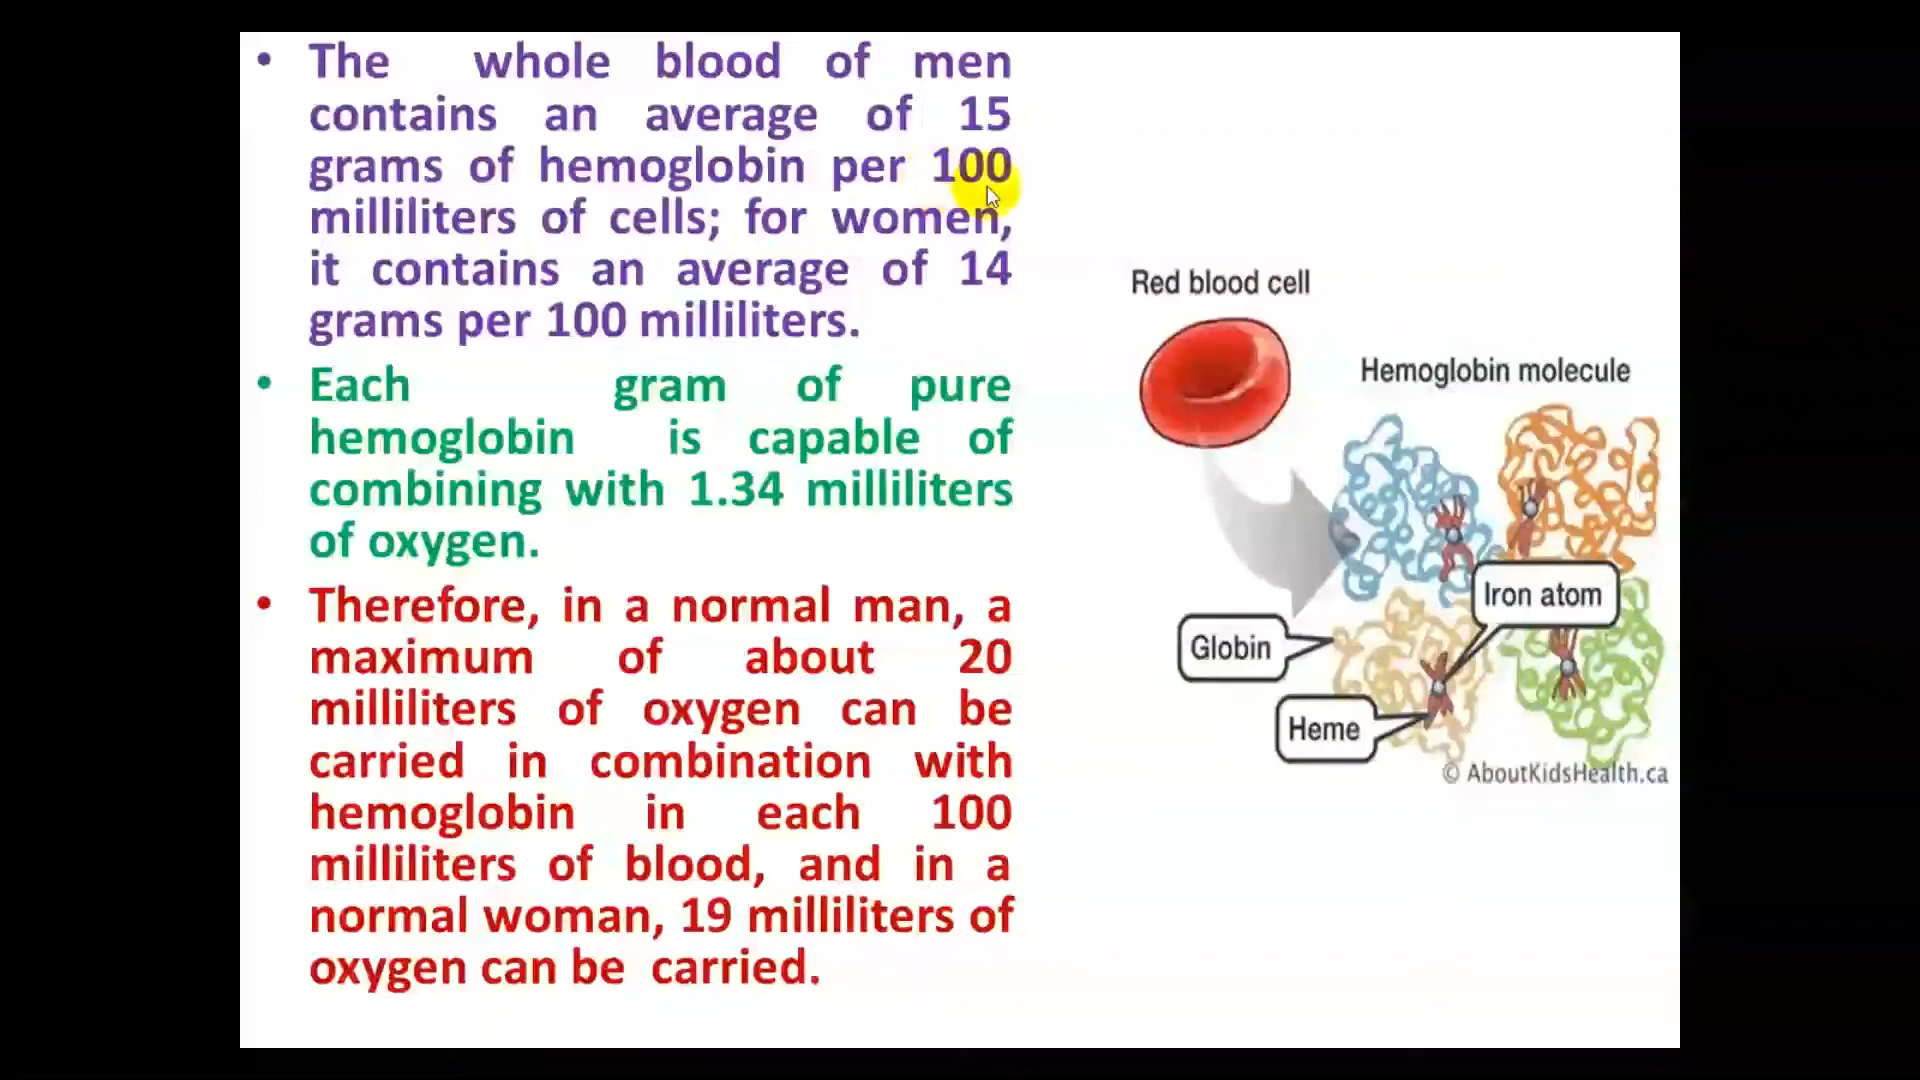 • The whole blood of men
contains an average of 15
grams of hemoglobin per 100
milliliters of cells; for women,
it contains an average of 14
grams per 100 milliliters.
• Each gram of pure
hemoglobin is capable of
combining with 1.34 milliliters
of oxygen.
• Therefore, in a normal man, a
maximum of about 20
milliliters of oxygen can be
carried in combination with
hemoglobin in each 100
milliliters of blood, and in a
normal woman, 19 milliliters of
oxygen can be carried.
Red blood cell
Hemoglobin molecule
Iron atom
Globin
Heme
© AboutKidsHealth.ca